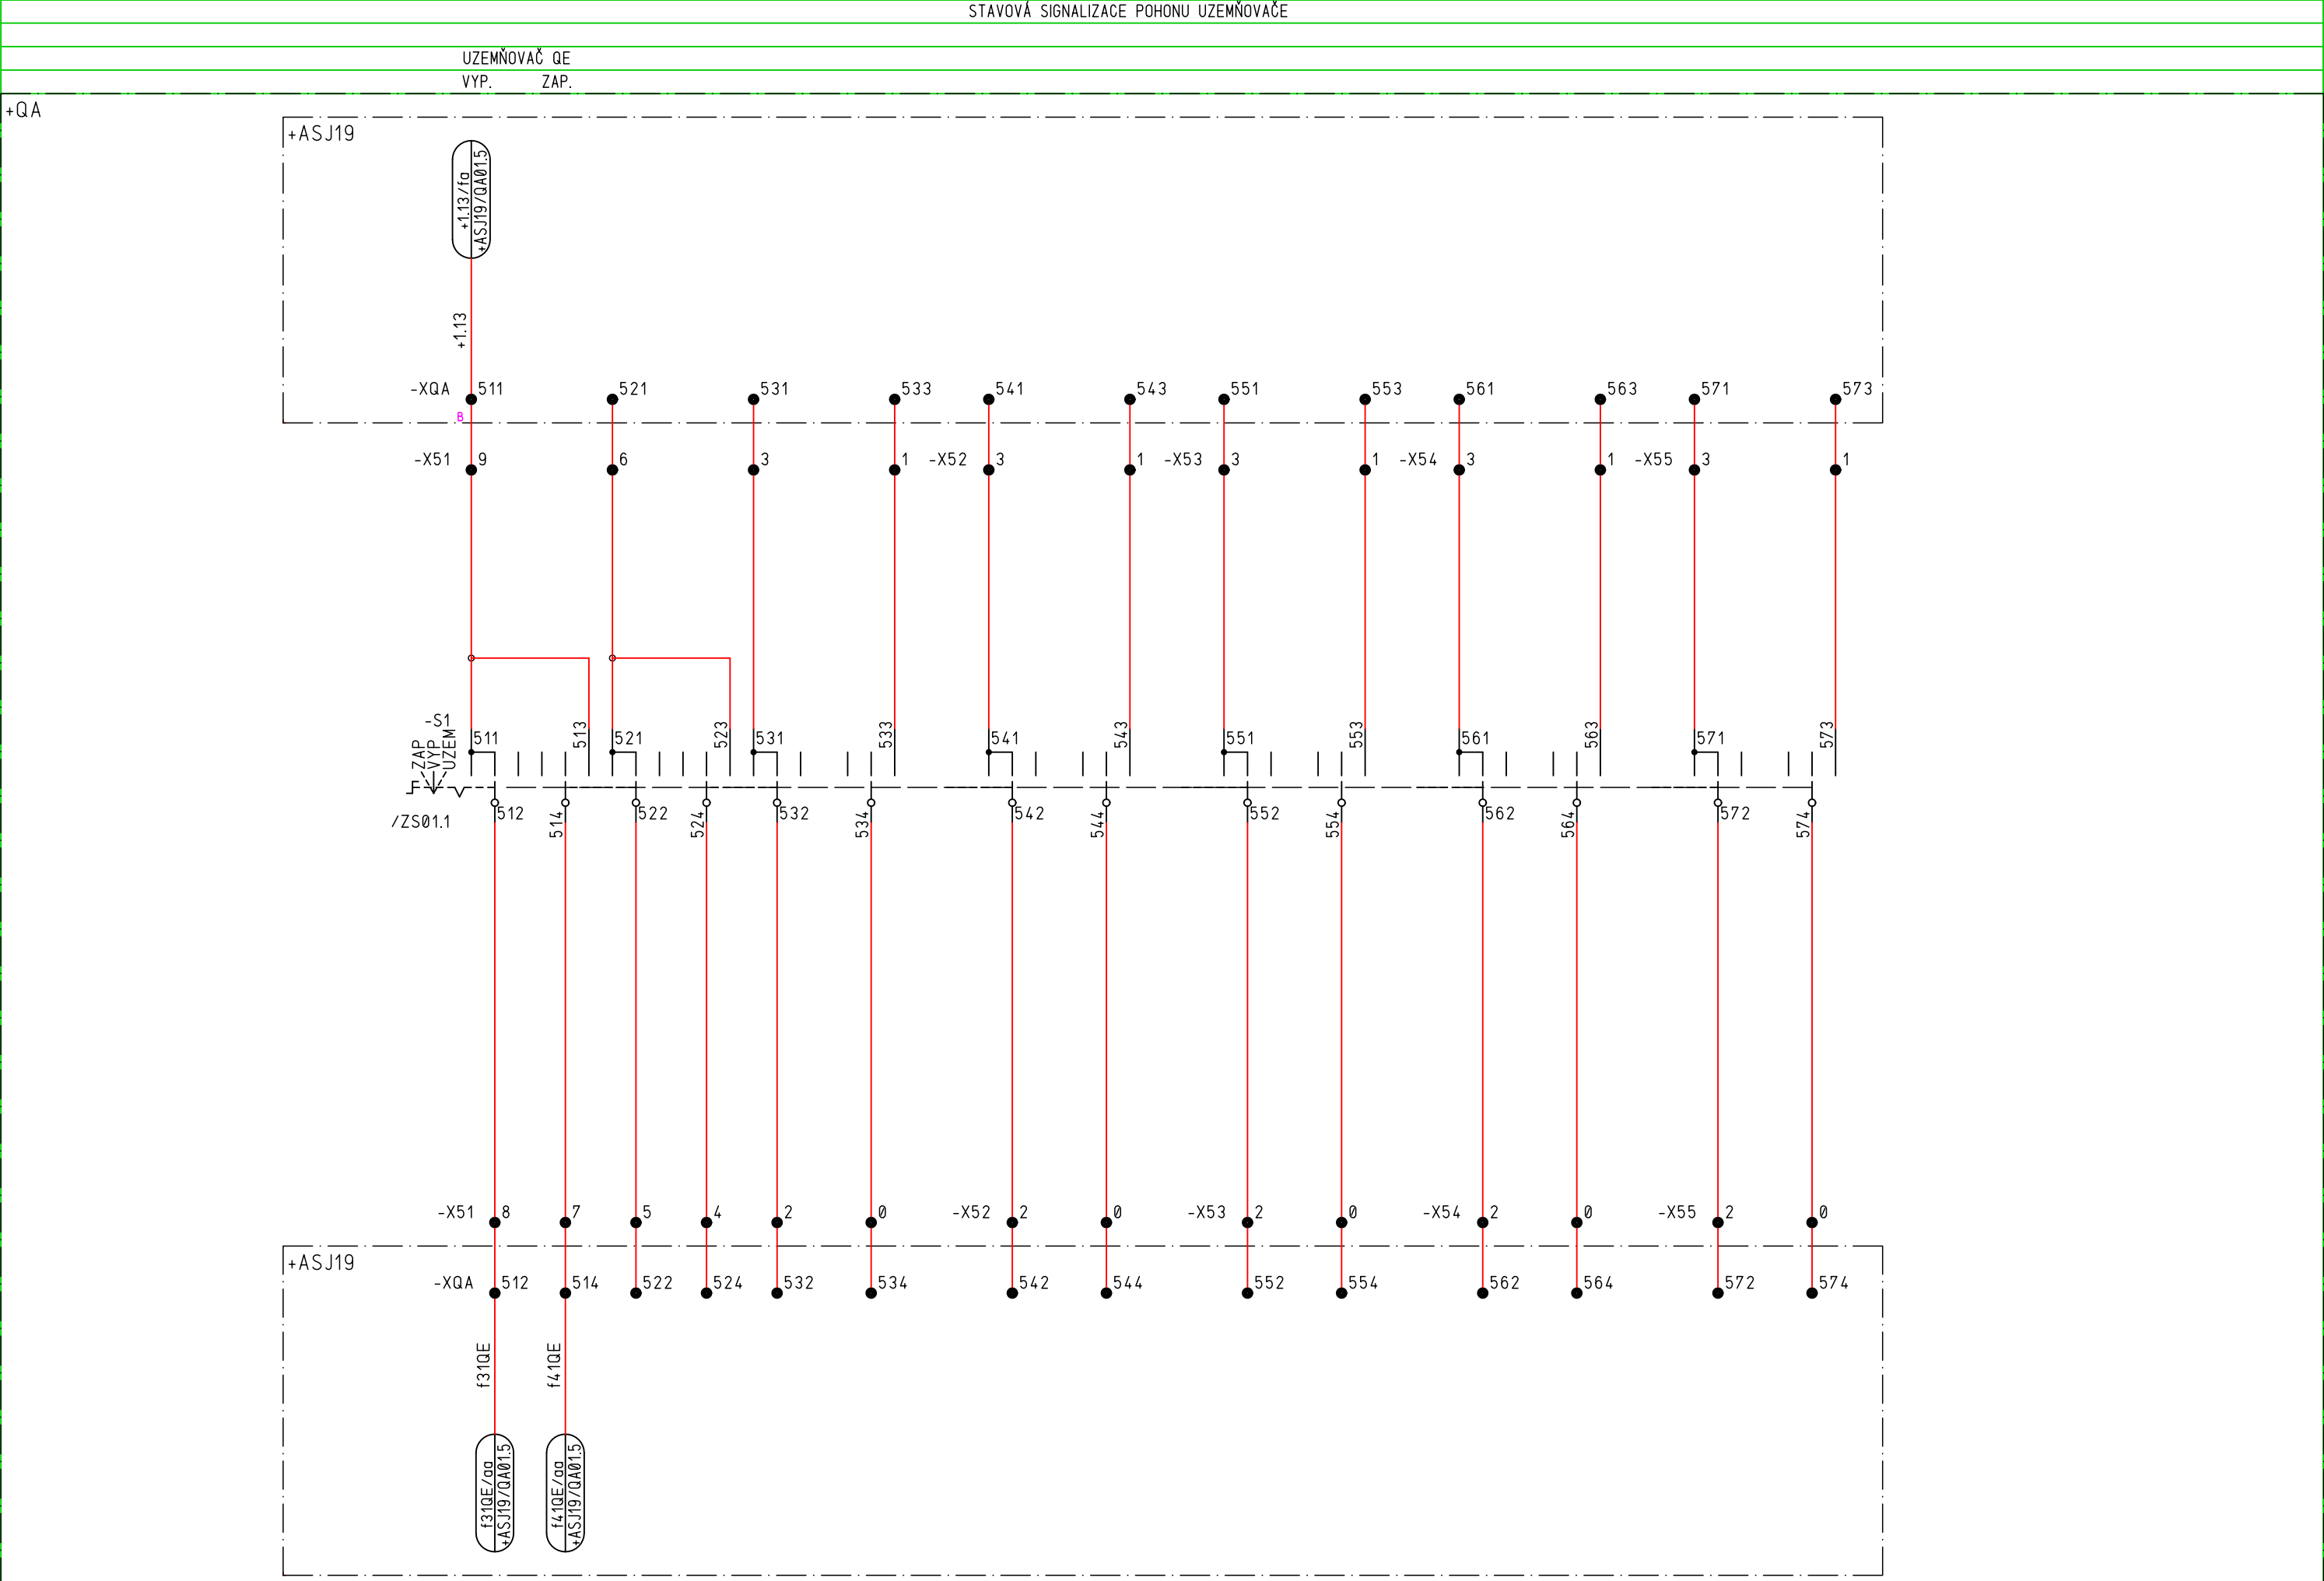 STAVOVÁ SIGNALIZACE POHONU UZEMŇOVAČE
UZEMŇOVAČ QE
VYP. ZAP.
+QA
+ASJ19
+1.13/fa
+ASJ19/QA01.5
+1.13
-XQA 511 521 531 533 541 543 551 553 561 563 571 573
B
-X51 9 6 3 1 -X52 3 1 -X53 3 1 -X54 3 1 -X55 3 1
-S1
ZAP
VYP
UZEM
511 513 521 523 531 533 541 543 551 553 561 563 571 573
/ZS01.1
512 514 522 524 532 534 542 544 552 554 562 564 572 574
-X51 8 7 5 4 2 0 -X52 2 0 -X53 2 0 -X54 2 0 -X55 2 0
+ASJ19
-XQA 512 514 522 524 532 534 542 544 552 554 562 564 572 574
f31QE
f41QE
f31QE/aa
+ASJ19/QA01.5
f41QE/aa
+ASJ19/QA01.5